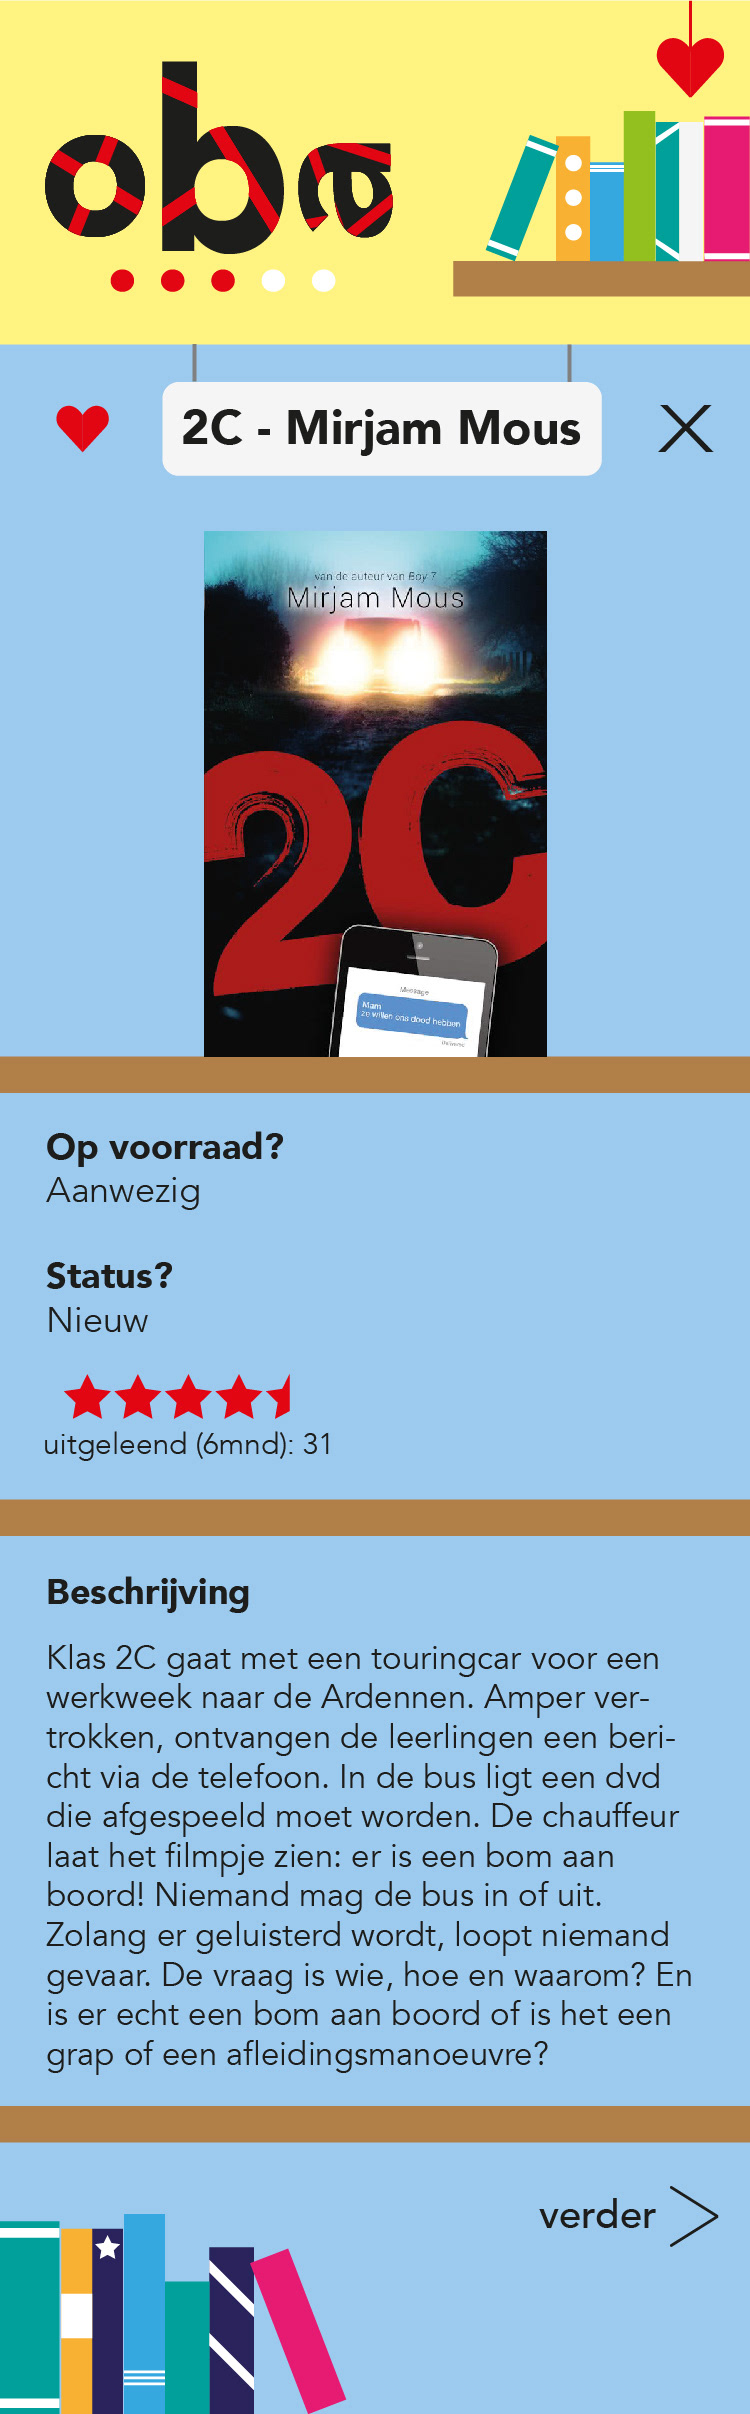 oba
2C - Mirjam Mous
van de auteur van Boy 7
Mirjam Mous
2C
Message
Mam
ze willen ons dood hebben
Op voorraad?
Aanwezig
Status?
Nieuw
uitgeleend (6mnd): 31
Beschrijving
Klas 2C gaat met een touringcar voor een
werkweek naar de Ardennen. Amper ver-
trokken, ontvangen de leerlingen een beri-
cht via de telefoon. In de bus ligt een dvd
die afgespeeld moet worden. De chauffeur
laat het filmpje zien: er is een bom aan
boord! Niemand mag de bus in of uit.
Zolang er geluisterd wordt, loopt niemand
gevaar. De vraag is wie, hoe en waarom? En
is er echt een bom aan boord of is het een
grap of een afleidingsmanoeuvre?
verder